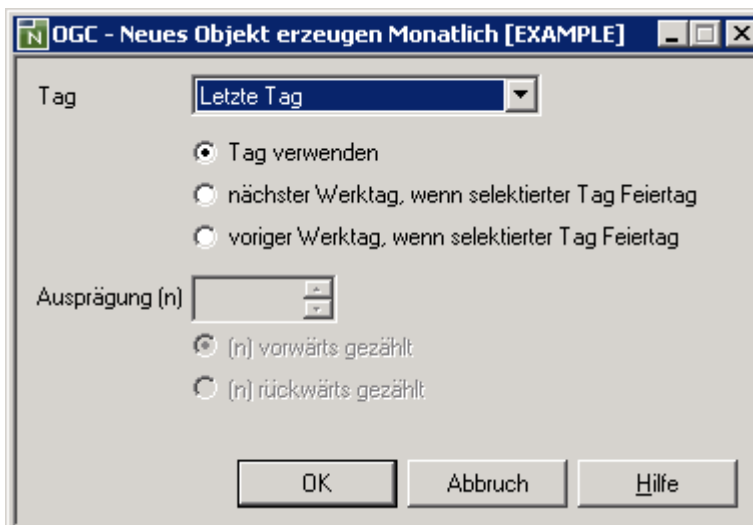 N OGC - Neues Objekt erzeugen Monatlich [EXAMPLE]
Tag Letzte Tag
Tag verwenden
nächster Werktag, wenn selektierter Tag Feiertag
voriger Werktag, wenn selektierter Tag Feiertag
Ausprägung (n)
(n) vorwärts gezählt
(n) rückwärts gezählt
OK Abbruch Hilfe